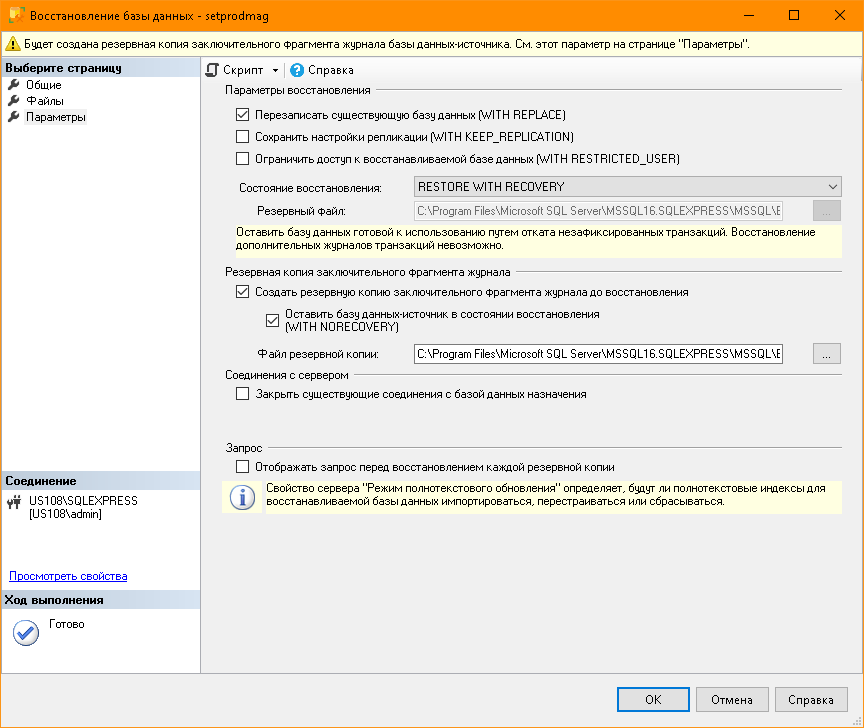 Восстановление базы данных - setprodmag
Будет создана резервная копия заключительного фрагмента журнала базы данных-источника. См. этот параметр на странице "Параметры".
Выберите страницу
Общие
Файлы
Параметры
Скрипт
Справка
Параметры восстановления
Перезаписать существующую базу данных (WITH REPLACE)
Сохранить настройки репликации (WITH KEEP_REPLICATION)
Ограничить доступ к восстанавливаемой базе данных (WITH RESTRICTED_USER)
Состояние восстановления:
RESTORE WITH RECOVERY
Резервный файл:
C:\Program Files\Microsoft SQL Server\MSSQL16.SQLEXPRESS\MSSQL\B
...
Оставить базу данных готовой к использованию путем отката незафиксированных транзакций. Восстановление
дополнительных журналов транзакций невозможно.
Резервная копия заключительного фрагмента журнала
Создать резервную копию заключительного фрагмента журнала до восстановления
Оставить базу данных-источник в состоянии восстановления
(WITH NORECOVERY)
Файл резервной копии:
C:\Program Files\Microsoft SQL Server\MSSQL16.SQLEXPRESS\MSSQL\B
...
Соединения с сервером
Закрыть существующие соединения с базой данных назначения
Запрос
Отображать запрос перед восстановлением каждой резервной копии
Свойство сервера "Режим полнотекстового обновления" определяет, будут ли полнотекстовые индексы для
восстанавливаемой базы данных импортироваться, перестраиваться или сбрасываться.
Соединение
US108\SQLEXPRESS
[US108\admin]
Просмотреть свойства
Ход выполнения
Готово
OK
Отмена
Справка